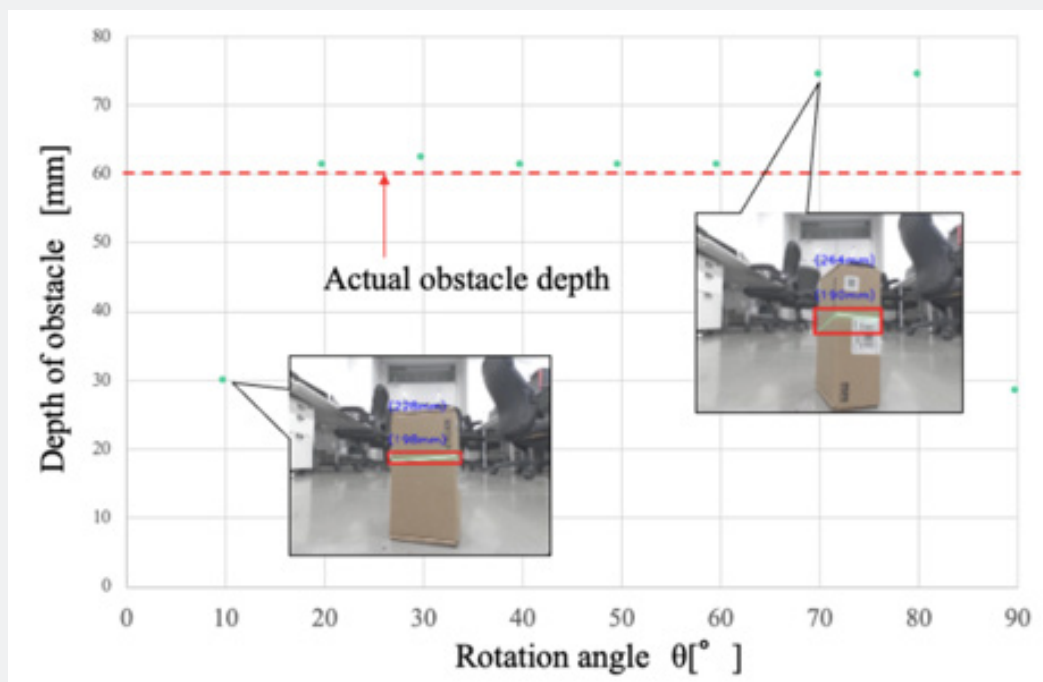 80
70
60
50
40
30
20
10
0
Depth of obstacle [mm]
Actual obstacle depth
(264mm)
(190mm)
(228mm)
(198mm)
0 10 20 30 40 50 60 70 80 90
Rotation angle θ[° ]